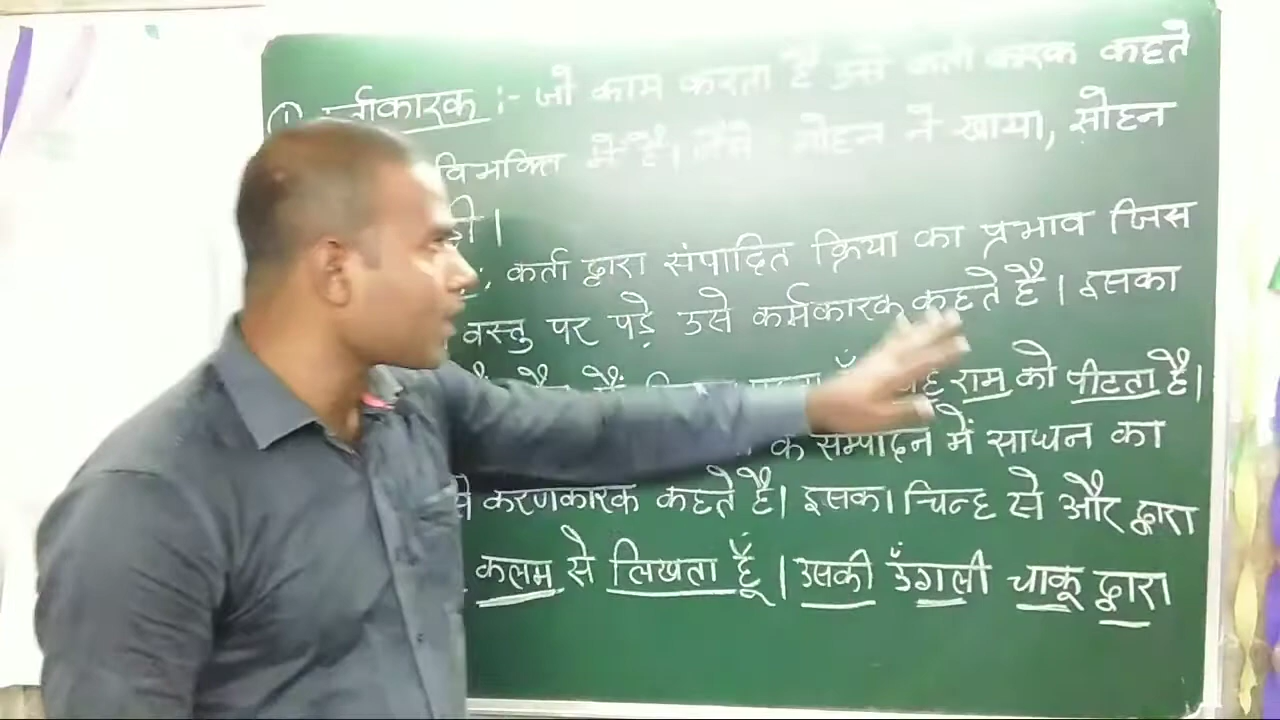 कर्ताकारक :- जो काम करता है उसे कर्ता कारक कहते
विभक्ति में है। जैसे मोहन ने खाया, सोहन
कर्ता द्वारा संपादित क्रिया का प्रभाव जिस
वस्तु पर पड़े उसे कर्मकारक कहते है। इसका
राम को पीटता है।
के सम्पादन में साधन का
से करणकारक कहते है। इसका चिन्ह से और द्वारा
कलम से लिखता हूँ। उसकी उँगली चाकू द्वारा